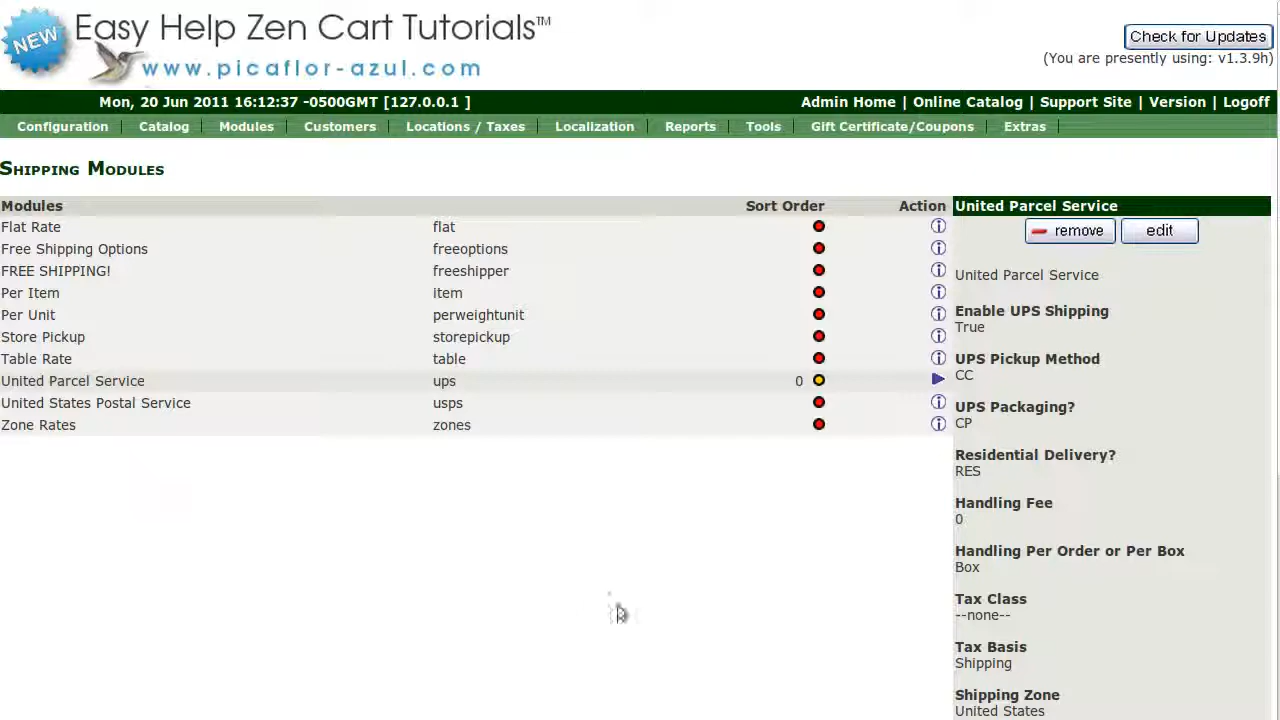 NEW
Easy Help Zen Cart Tutorials™
www.picaflor-azul.com
Check for Updates
(You are presently using: v1.3.9h)
Mon, 20 Jun 2011 16:12:37 -0500GMT [127.0.0.1 ]
Admin Home | Online Catalog | Support Site | Version | Logoff
Configuration | Catalog | Modules | Customers | Locations / Taxes | Localization | Reports | Tools | Gift Certificate/Coupons | Extras |
Shipping Modules
Modules Sort Order Action
Flat Rate flat
Free Shipping Options freeoptions
FREE SHIPPING! freeshipper
Per Item item
Per Unit perweightunit
Store Pickup storepickup
Table Rate table
United Parcel Service ups 0
United States Postal Service usps
Zone Rates zones
United Parcel Service
remove edit
United Parcel Service
Enable UPS Shipping
True
UPS Pickup Method
CC
UPS Packaging?
CP
Residential Delivery?
RES
Handling Fee
0
Handling Per Order or Per Box
Box
Tax Class
--none--
Tax Basis
Shipping
Shipping Zone
United States